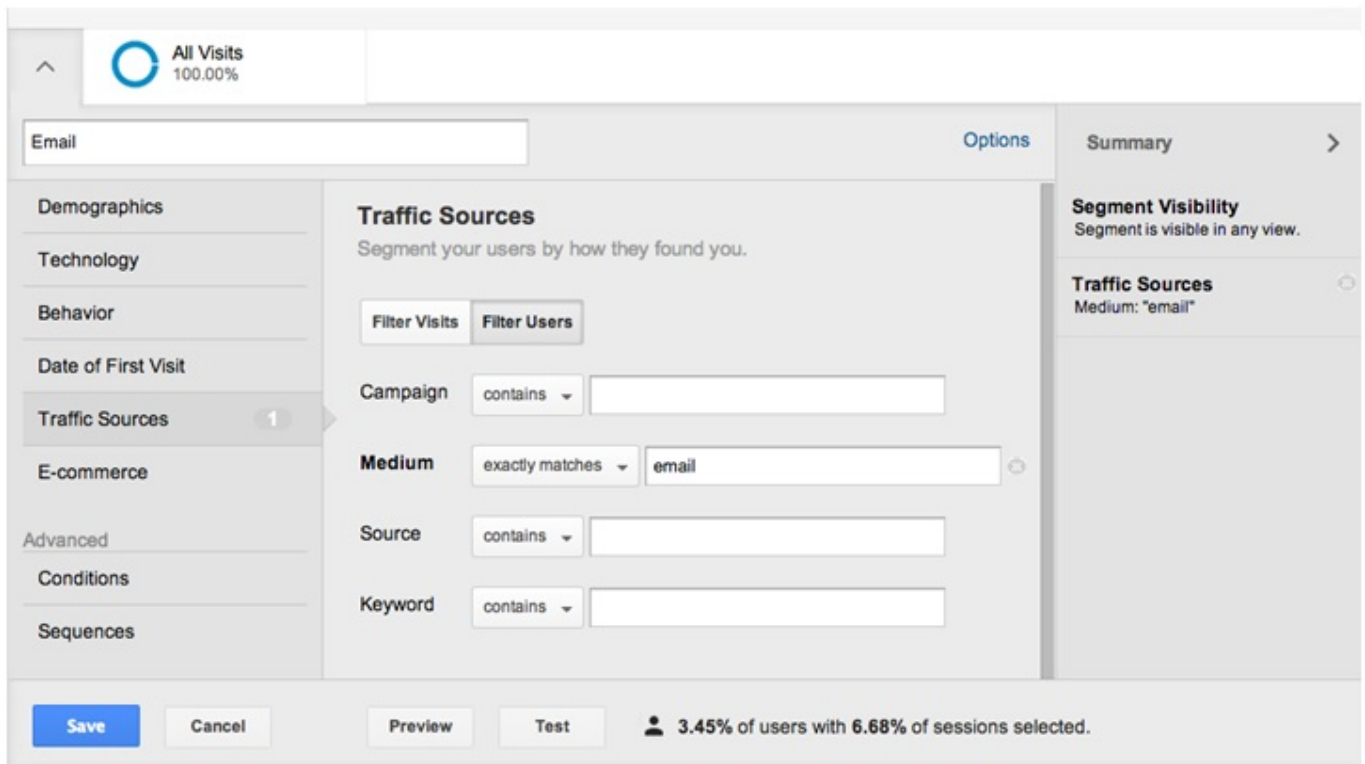 All Visits
100.00%
Email
Options
Summary
Demographics
Technology
Behavior
Date of First Visit
Traffic Sources 1
E-commerce
Advanced
Conditions
Sequences
Traffic Sources
Segment your users by how they found you.
Filter Visits Filter Users
Campaign contains
Medium exactly matches email
Source contains
Keyword contains
Segment Visibility
Segment is visible in any view.
Traffic Sources
Medium: "email"
Save Cancel Preview Test 3.45% of users with 6.68% of sessions selected.